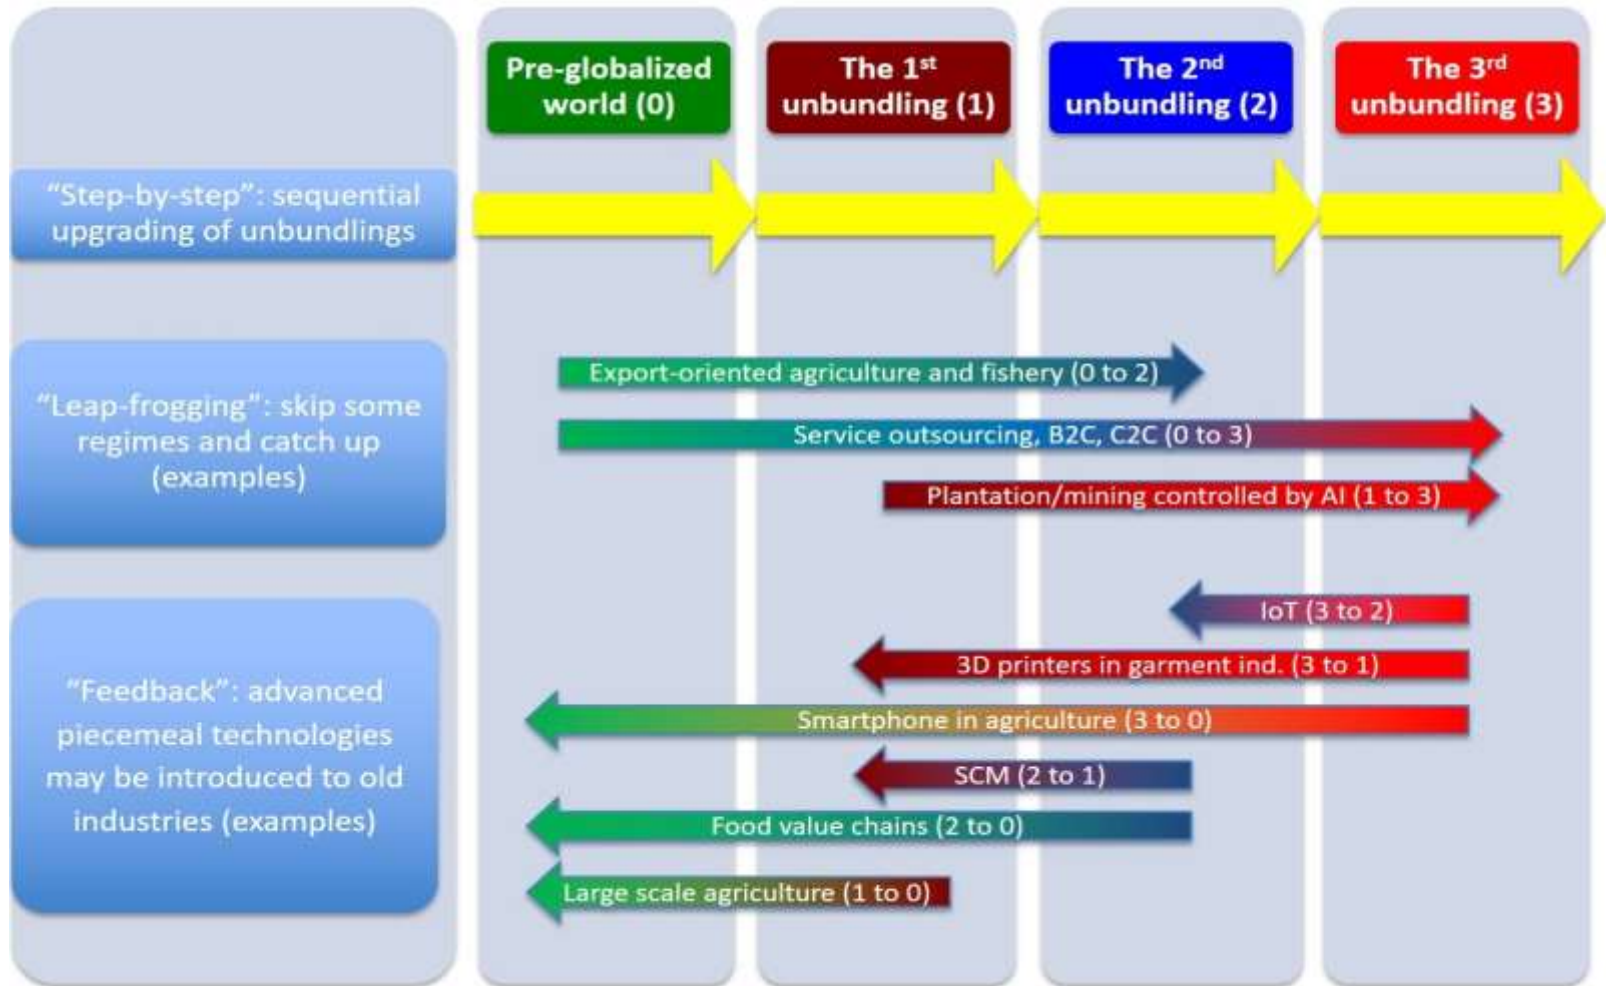 Pre-globalized
world (0)
The 1st
unbundling (1)
The 2nd
unbundling (2)
The 3rd
unbundling (3)
“Step-by-step”: sequential
upgrading of unbundlings
“Leap-frogging”: skip some
regimes and catch up
(examples)
Export-oriented agriculture and fishery (0 to 2)
Service outsourcing, B2C, C2C (0 to 3)
Plantation/mining controlled by AI (1 to 3)
“Feedback”: advanced
piecemeal technologies
may be introduced to old
industries (examples)
IoT (3 to 2)
3D printers in garment ind. (3 to 1)
Smartphone in agriculture (3 to 0)
SCM (2 to 1)
Food value chains (2 to 0)
Large scale agriculture (1 to 0)